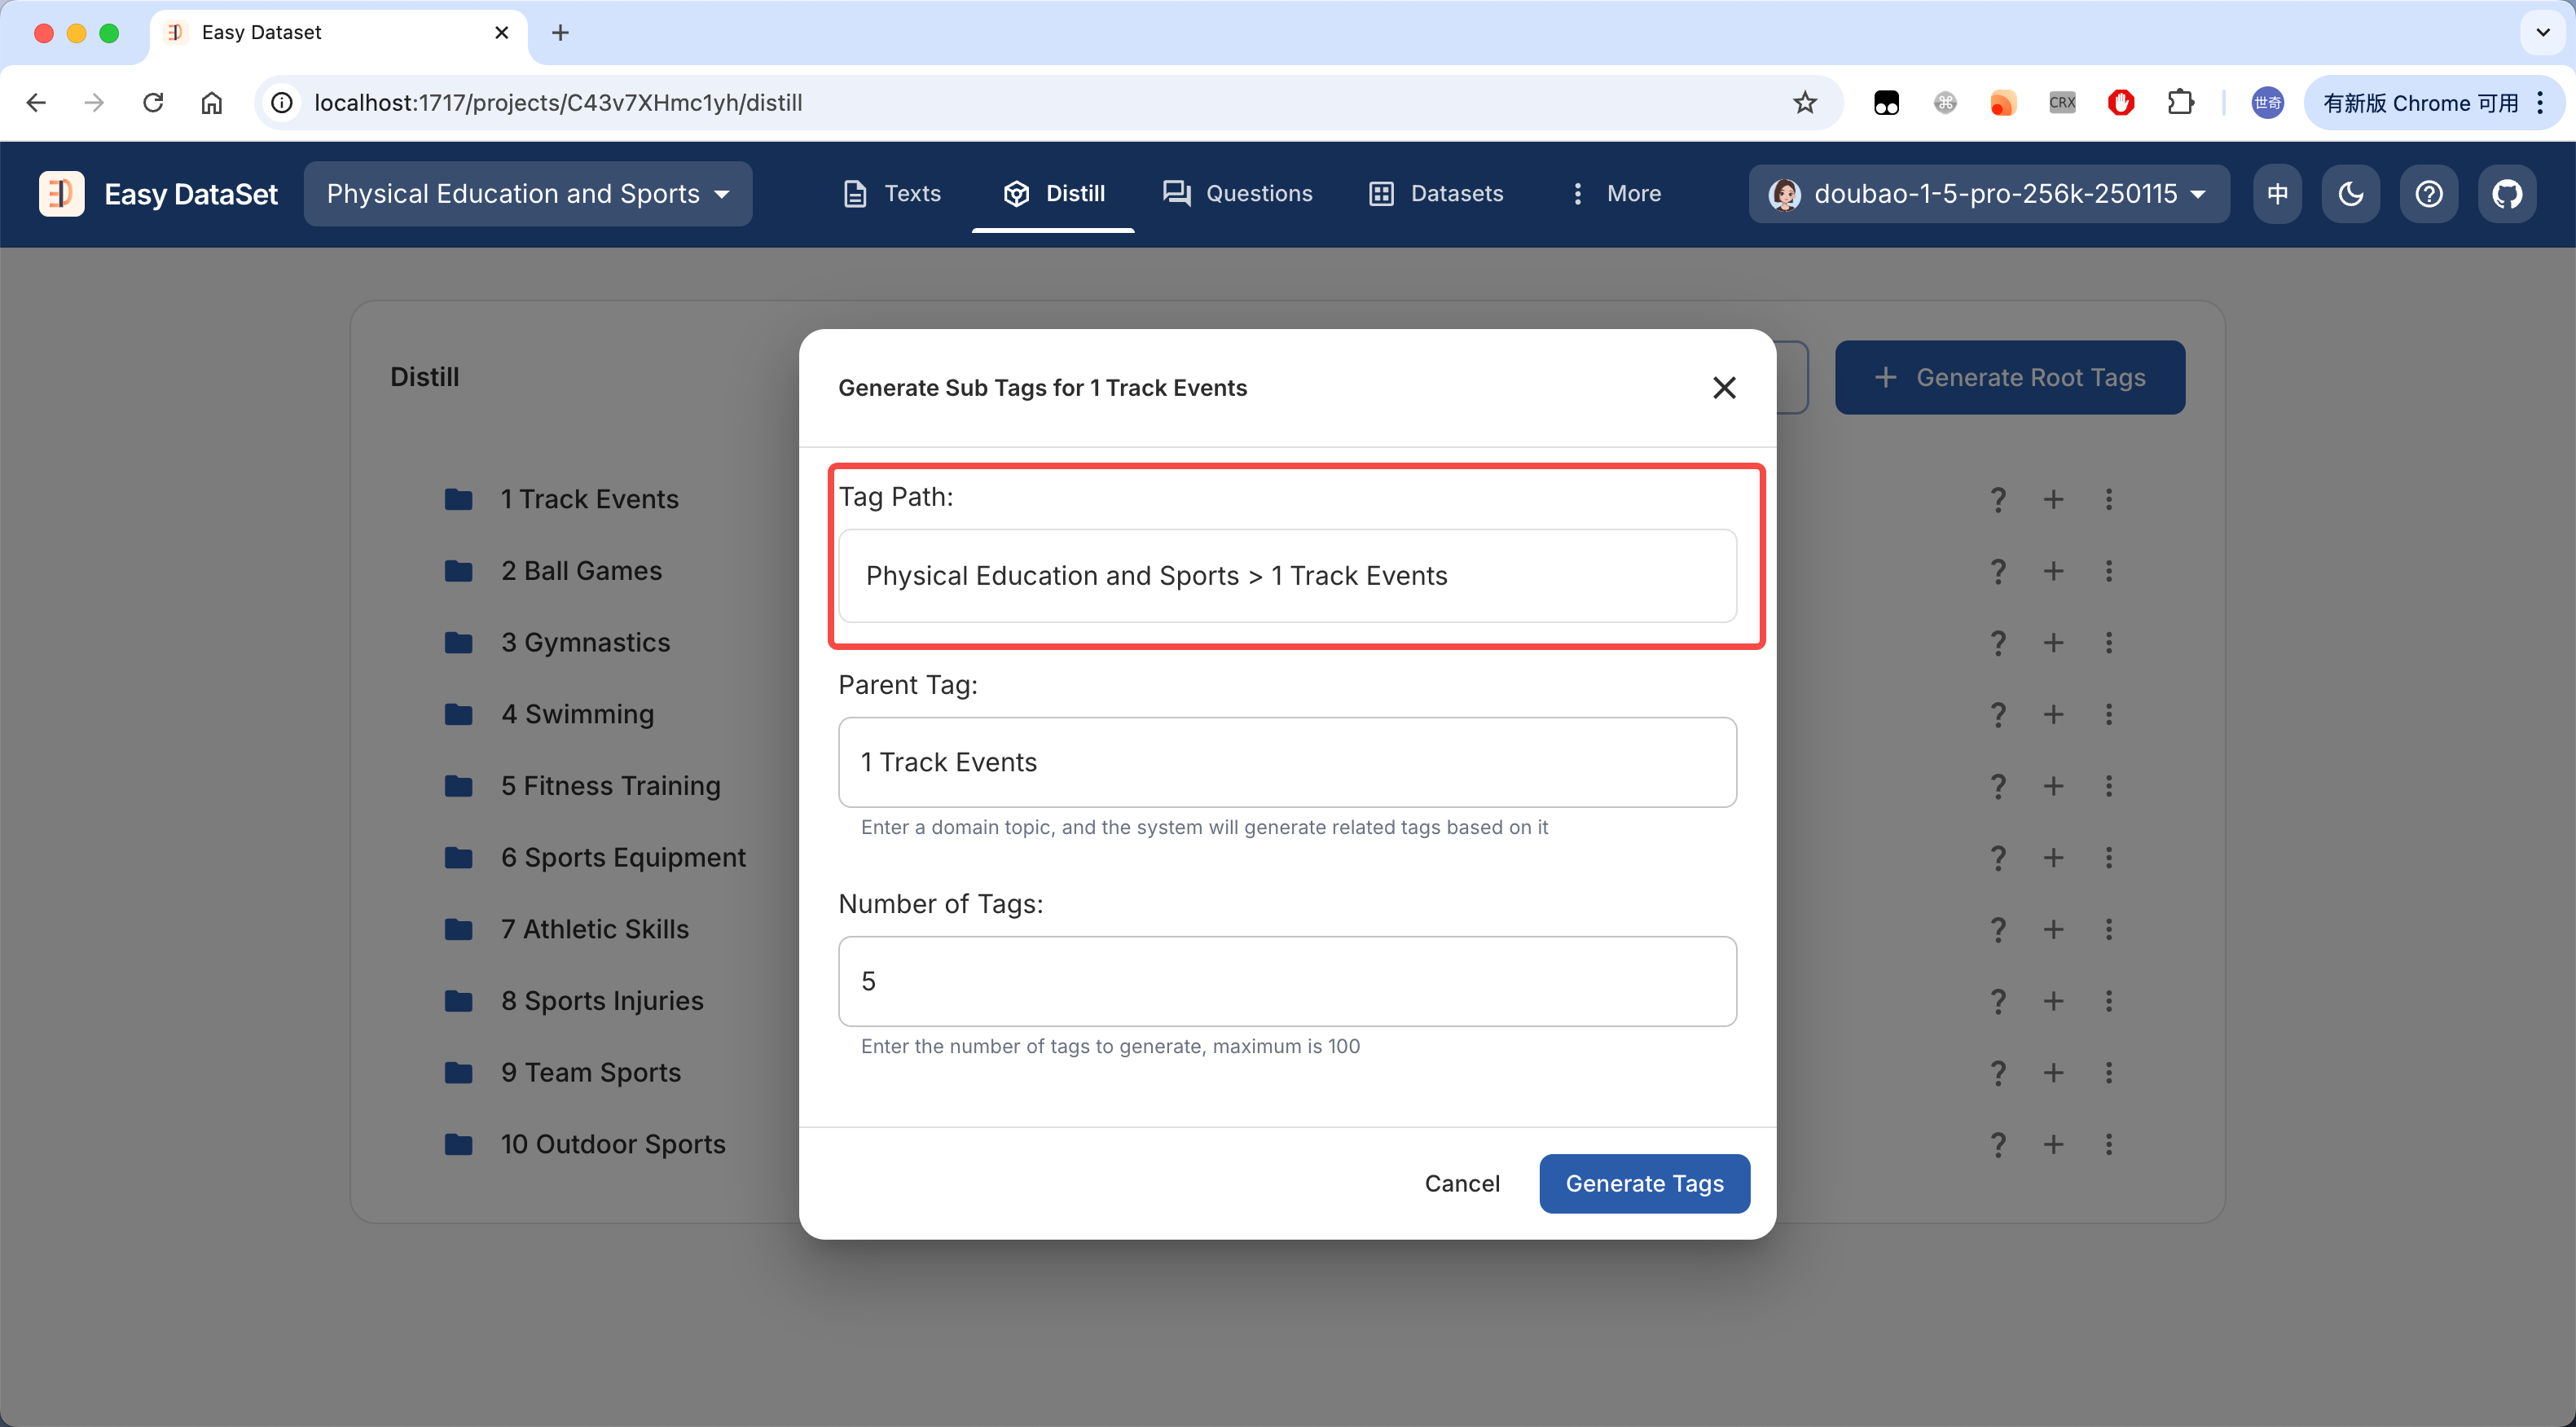 Easy Dataset
localhost:1717/projects/C43v7XHmc1yh/distill
CRX
世奇
有新版 Chrome 可用
Easy DataSet
Physical Education and Sports
Texts
Distill
Questions
Datasets
More
doubao-1-5-pro-256k-250115
中
Distill
Generate Root Tags
1 Track Events
2 Ball Games
3 Gymnastics
4 Swimming
5 Fitness Training
6 Sports Equipment
7 Athletic Skills
8 Sports Injuries
9 Team Sports
10 Outdoor Sports
Generate Sub Tags for 1 Track Events
Tag Path:
Physical Education and Sports > 1 Track Events
Parent Tag:
1 Track Events
Enter a domain topic, and the system will generate related tags based on it
Number of Tags:
5
Enter the number of tags to generate, maximum is 100
Cancel
Generate Tags